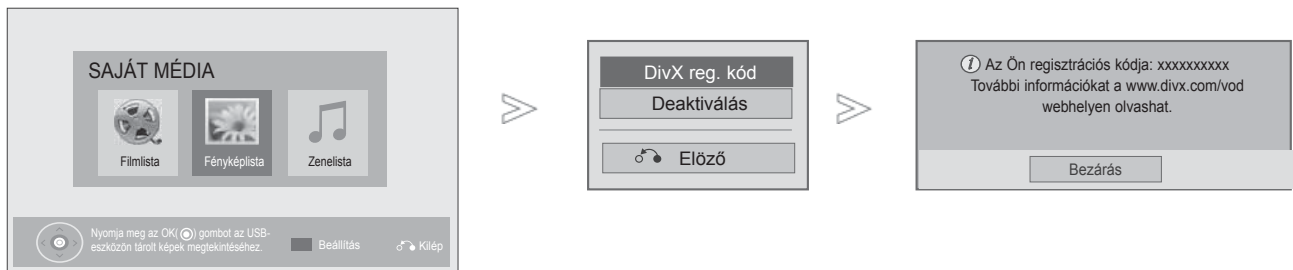 SAJÁT MÉDIA
Filmlista
Fényképlista
Zenelista
Nyomja meg az OK( ) gombot az USB-
eszközön tárolt képek megtekintéséhez.
Beállítás
Kilép
DivX reg. kód
Deaktiválás
Elöző
Az Ön regisztrációs kódja: xxxxxxxxxx
További információkat a www.divx.com/vod
webhelyen olvashat.
Bezárás